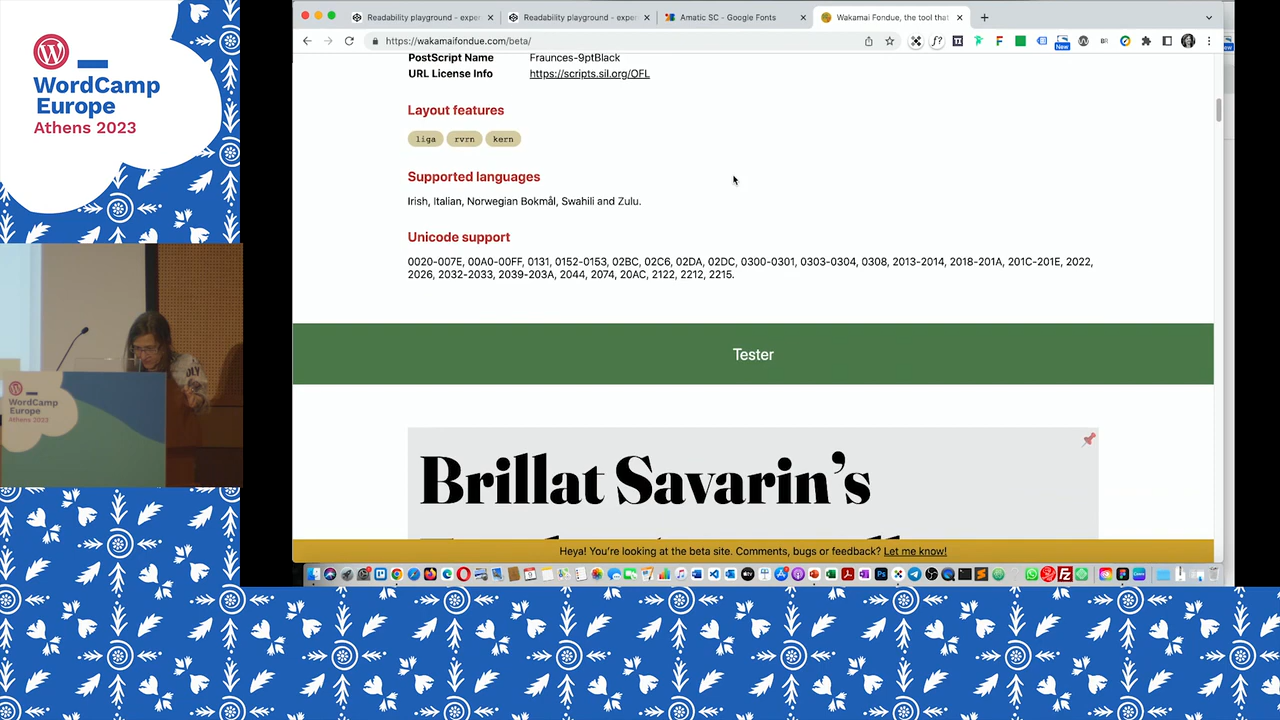 WordCamp
Europe
Athens 2023
WordCamp
Europe
Athens 2023
Readability playground - exper
Readability playground - exper
Amatic SC - Google Fonts
Wakamai Fondue, the tool that
https://wakamaifondue.com/beta/
New
PostScript Name Fraunces-9ptBlack
URL License Info https://scripts.sil.org/OFL
Layout features
liga rvrn kern
Supported languages
Irish, Italian, Norwegian Bokmål, Swahili and Zulu.
Unicode support
0020-007E, 00A0-00FF, 0131, 0152-0153, 02BC, 02C6, 02DA, 02DC, 0300-0301, 0303-0304, 0308, 2013-2014, 2018-201A, 201C-201E, 2022,
2026, 2032-2033, 2039-203A, 2044, 2074, 20AC, 2122, 2212, 2215.
Tester
Brillat Savarin’s
Heya! You're looking at the beta site. Comments, bugs or feedback? Let me know!